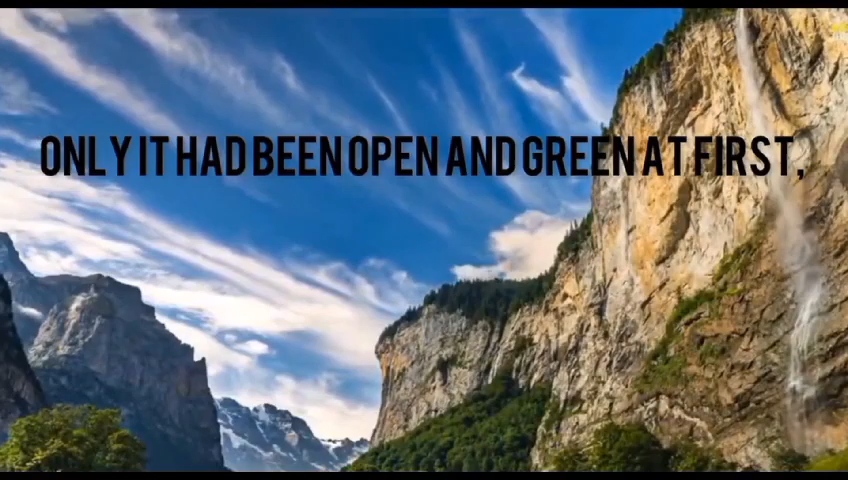 ONLY IT HAD BEEN OPEN AND GREEN AT FIRST,